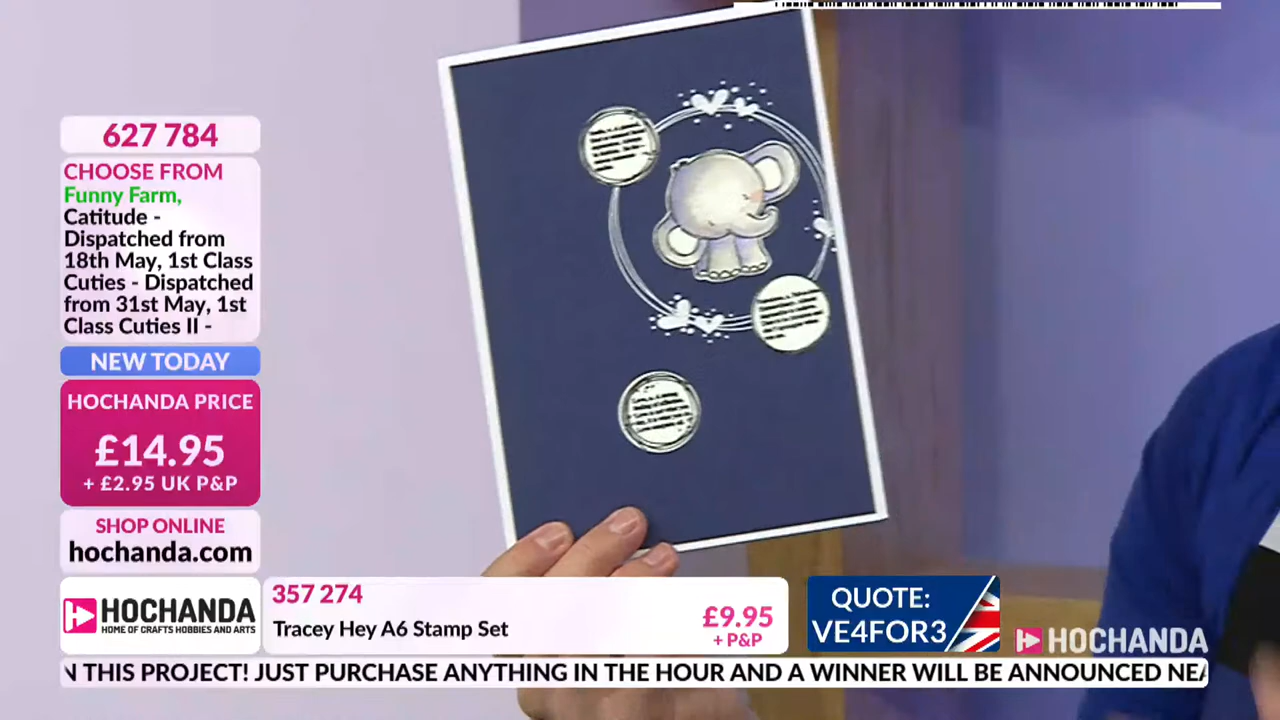 627 784
CHOOSE FROM
Funny Farm,
Catitude -
Dispatched from
18th May, 1st Class
Cuties - Dispatched
from 31st May, 1st
Class Cuties II -
NEW TODAY
HOCHANDA PRICE
£14.95
+ £2.95 UK P&P
SHOP ONLINE
hochanda.com
HOCHANDA
HOME OF CRAFTS HOBBIES AND ARTS
357 274
Tracey Hey A6 Stamp Set
£9.95
+ P&P
QUOTE:
VE4FOR3
HOCHANDA
N THIS PROJECT! JUST PURCHASE ANYTHING IN THE HOUR AND A WINNER WILL BE ANNOUNCED NEA